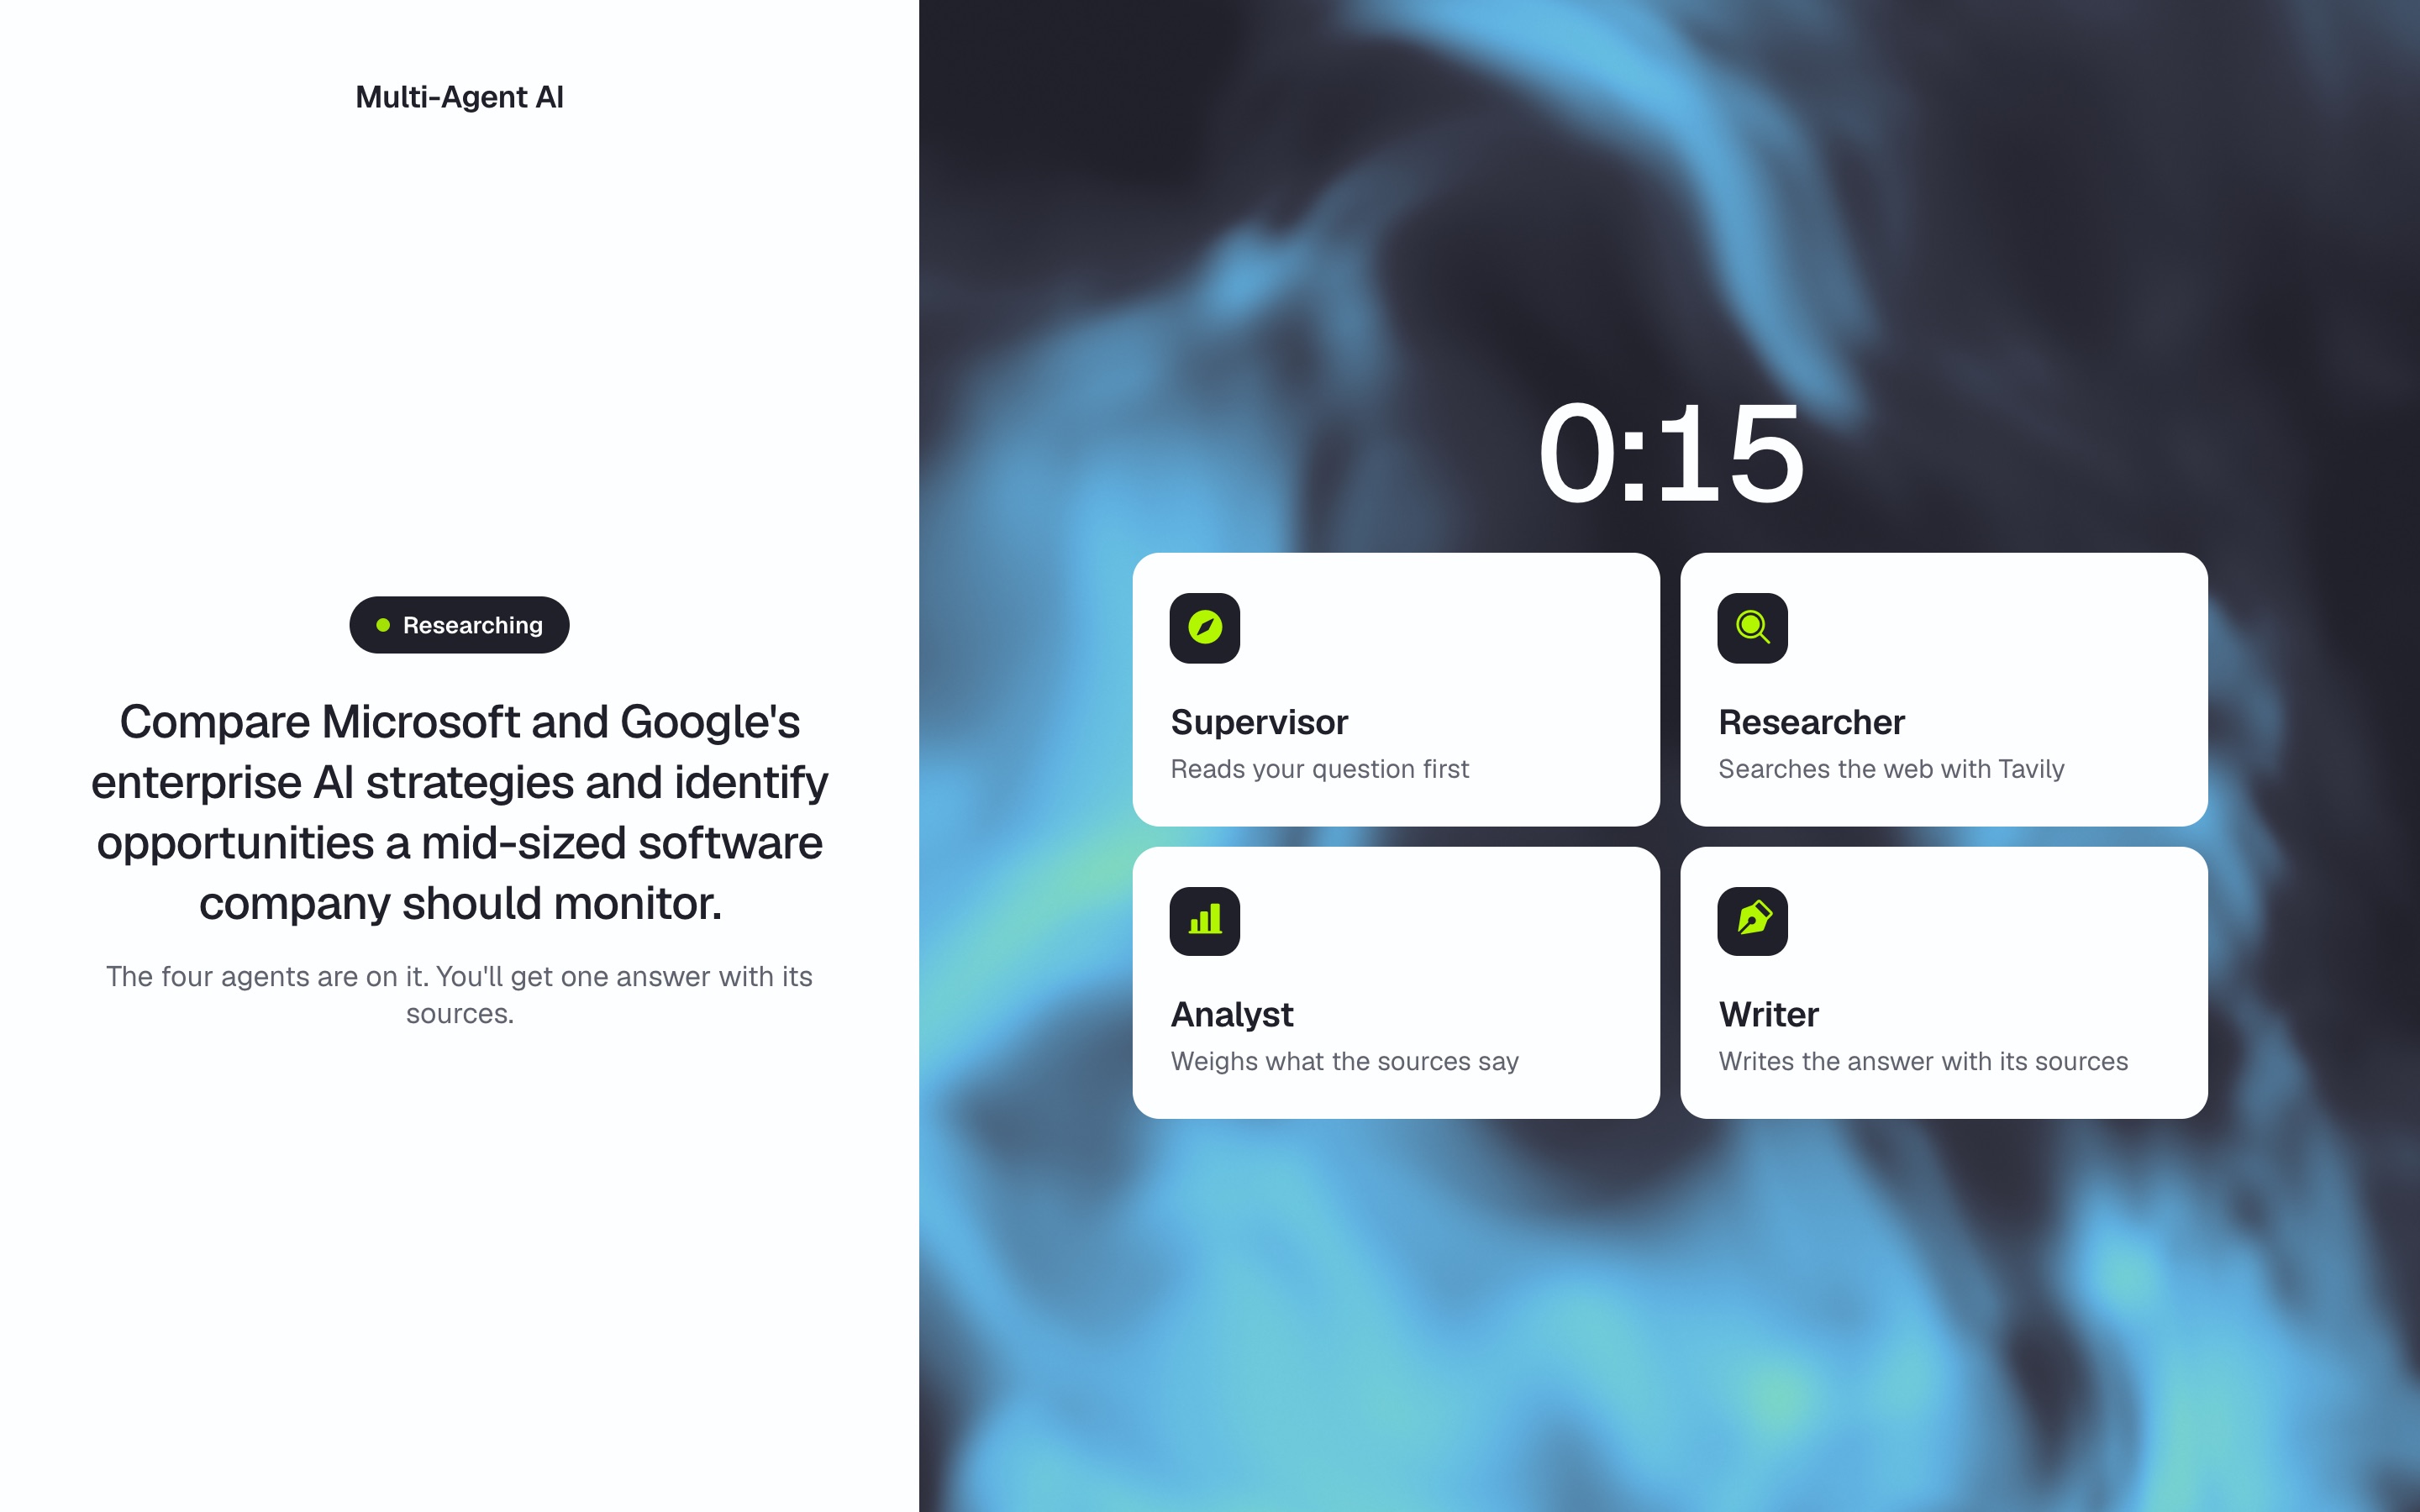 Multi-Agent AI
Researching
Compare Microsoft and Google's
enterprise AI strategies and identify
opportunities a mid-sized software
company should monitor.
The four agents are on it. You'll get one answer with its
sources.
0:15
Supervisor
Reads your question first
Researcher
Searches the web with Tavily
Analyst
Weighs what the sources say
Writer
Writes the answer with its sources